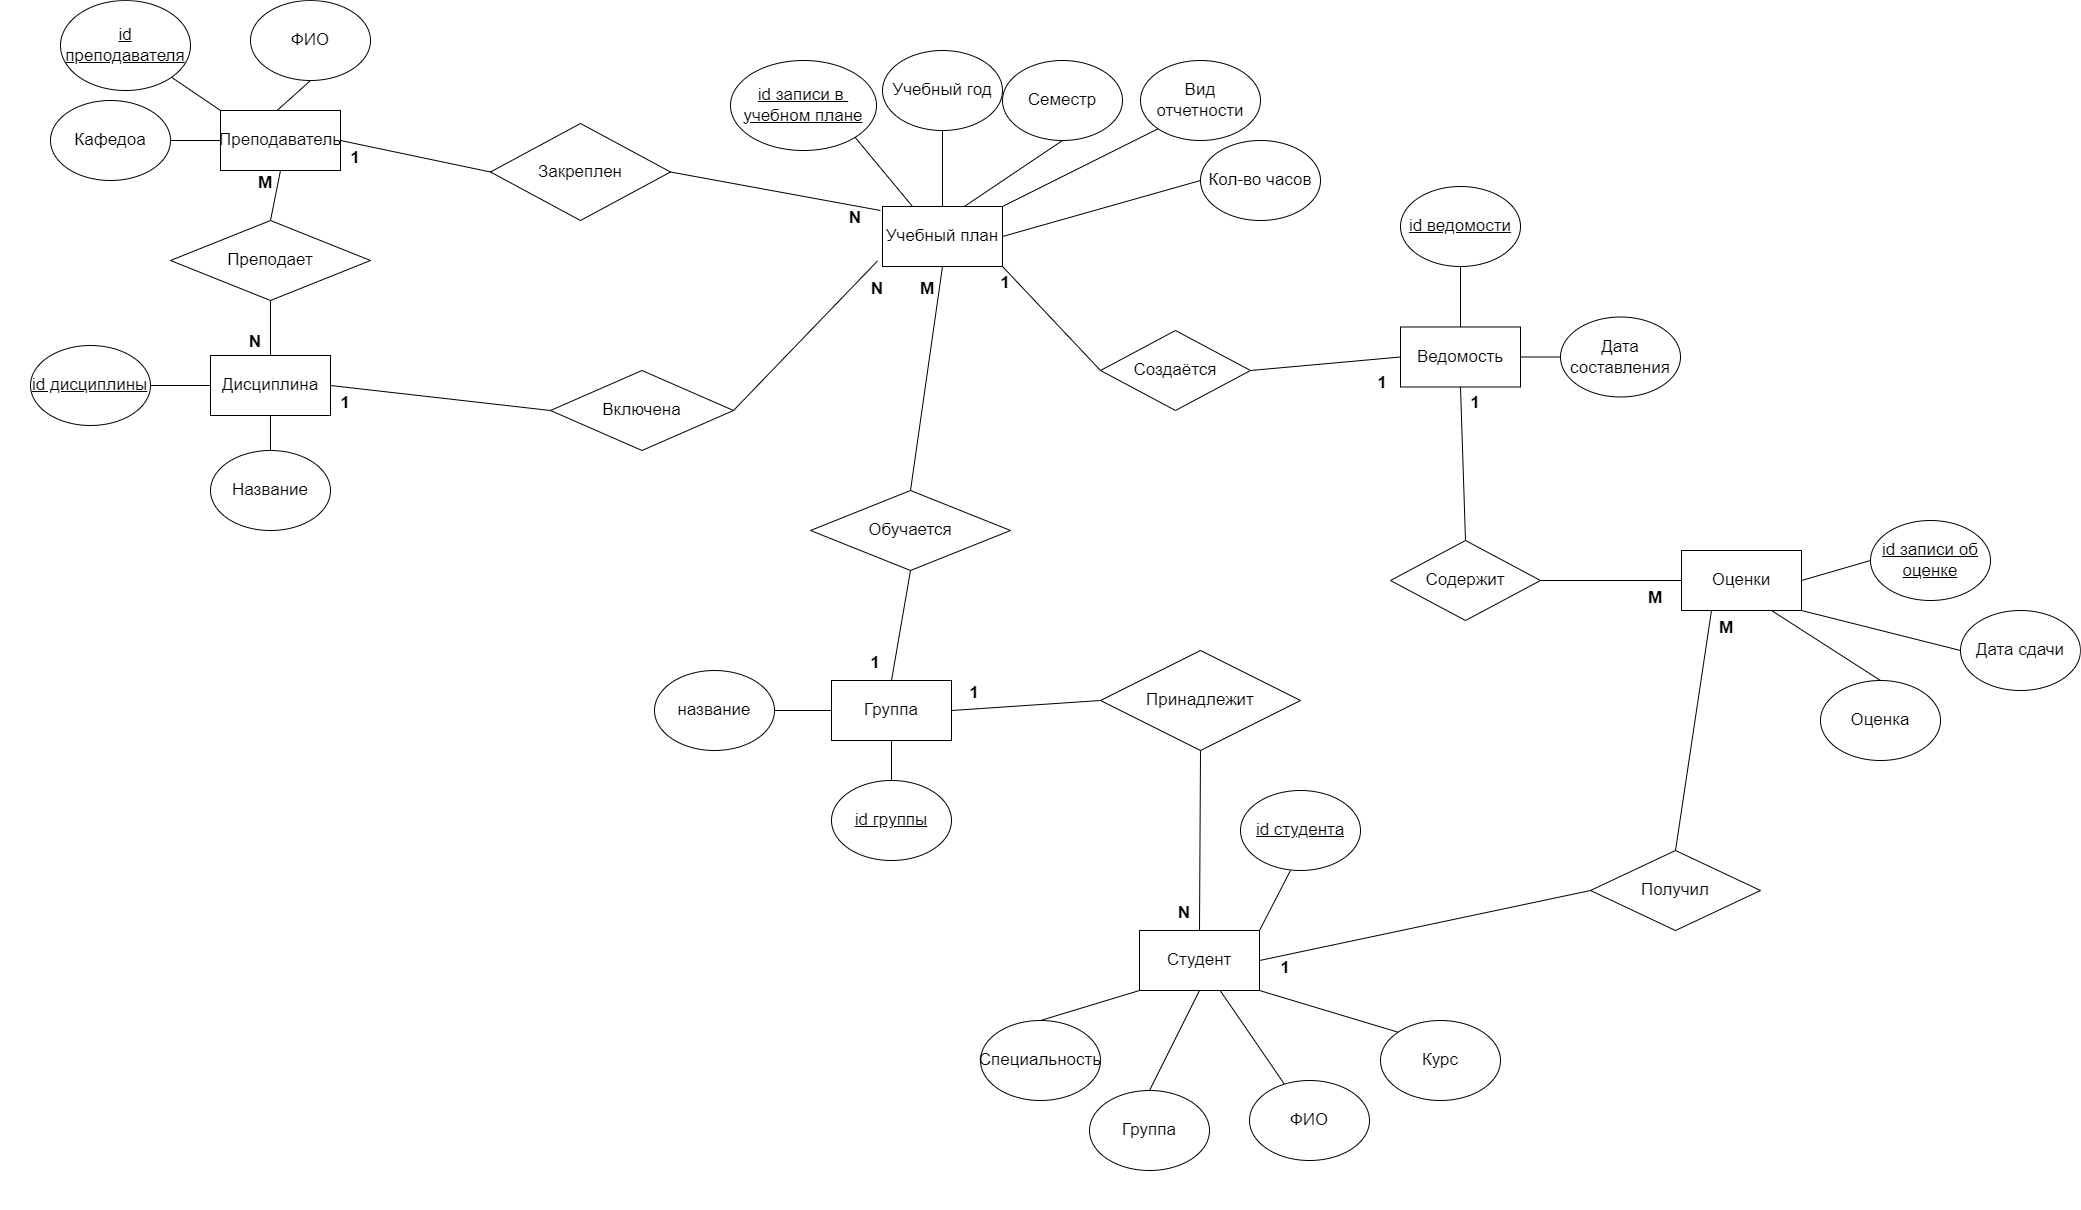 id
преподавателя
ФИО
Кафедоа
Преподаватель
1
M
Закреплен
N
id записи в
учебном плане
Учебный год
Семестр
Вид
отчетности
Кол-во часов
Учебный план
N
M
1
Преподает
N
id дисциплины
Дисциплина
1
Название
Включена
Создаётся
1
id ведомости
Ведомость
Дата
составления
1
Обучается
1
Содержит
M
Оценки
M
id записи об
оценке
Дата сдачи
Оценка
название
Группа
1
id группы
Принадлежит
N
id студента
Получил
Студент
1
Специальность
Группа
ФИО
Курс